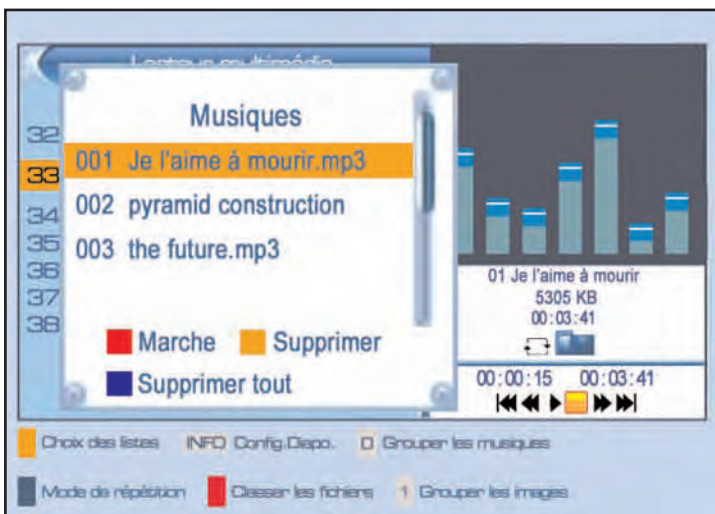 Lecteur multimédia
Musiques
32
33
34
35
36
37
38
001 Je l'aime à mourir.mp3
002 pyramid construction
003 the future.mp3
Marche Supprimer
Supprimer tout
01 Je l'aime à mourir
5305 KB
00:03:41
00:00:15 00:03:41
Choix des listes INFO Config.Diapo. 0 Grouper les musiques
Mode de répétition Classer les fichiers 1 Grouper les images